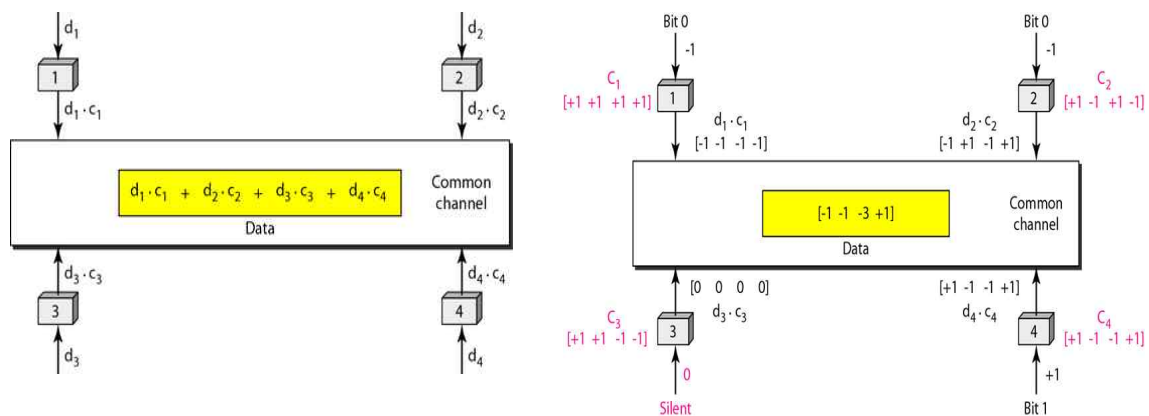 d1
d2
1
2
d1 · c1
d2 · c2
d1 · c1 + d2 · c2 + d3 · c3 + d4 · c4
Common
channel
Data
d3 · c3
d4 · c4
3
4
d3
d4
Bit 0
Bit 0
-1
-1
C1
[+1 +1 +1 +1]
1
2
C2
[+1 -1 +1 -1]
d1 · c1
[-1 -1 -1 -1]
d2 · c2
[-1 +1 -1 +1]
[-1 -1 -3 +1]
Common
channel
Data
[0 0 0 0]
d3 · c3
[+1 -1 -1 +1]
d4 · c4
C3
[+1 +1 -1 -1]
3
4
C4
[+1 -1 -1 +1]
0
+1
Silent
Bit 1